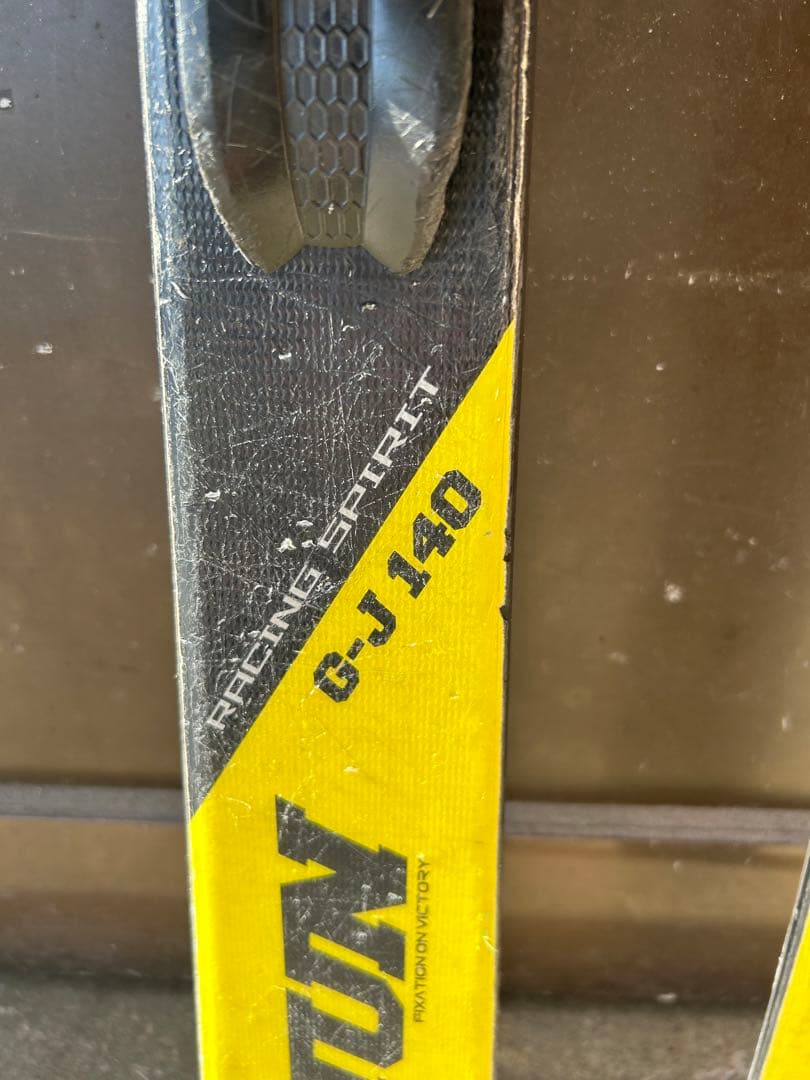 RACING SPIRIT
G-J 140
FIXATION ON VICTORY